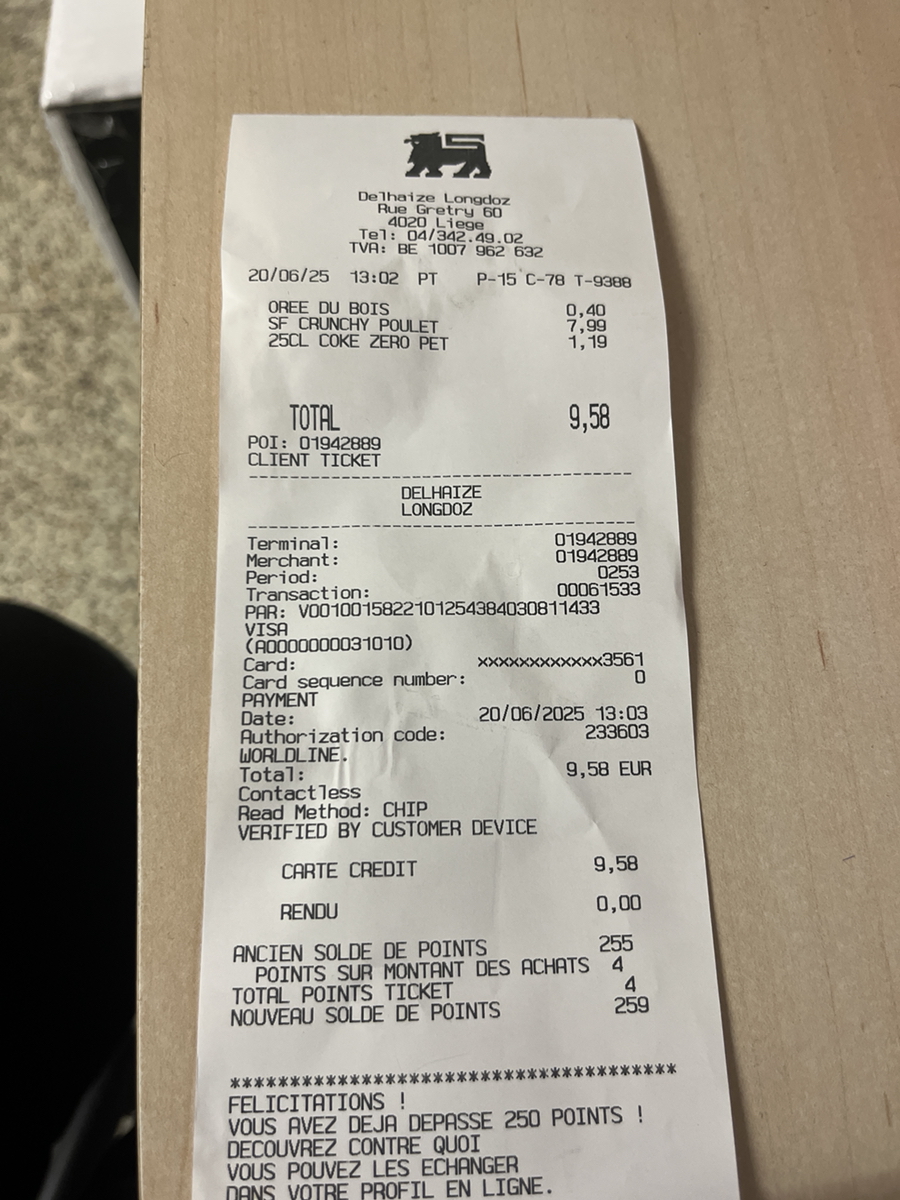 Delhaize Longdoz
Rue Gretry 60
4020 Liege
Tel: 04/342.49.02
TVA: BE 1007 962 632
20/06/25 13:02 PT P-15 C-78 T-9388
OREE DU BOIS 0,40
SF CRUNCHY POULET 7,99
25CL COKE ZERO PET 1,19
TOTAL 9,58
POI: 01942889
CLIENT TICKET
DELHAIZE
LONGDOZ
Terminal: 01942889
Merchant: 01942889
Period: 0253
Transaction: 00061533
PAR: V0010015822101254384030811433
VISA
(A0000000031010)
Card: xxxxxxxxxxxx3561
Card sequence number: 0
PAYMENT
Date: 20/06/2025 13:03
Authorization code: 233603
WORLDLINE.
Total: 9,58 EUR
Contactless
Read Method: CHIP
VERIFIED BY CUSTOMER DEVICE
CARTE CREDIT 9,58
RENDU 0,00
ANCIEN SOLDE DE POINTS 255
POINTS SUR MONTANT DES ACHATS 4
TOTAL POINTS TICKET 4
NOUVEAU SOLDE DE POINTS 259
**************************************
FELICITATIONS !
VOUS AVEZ DEJA DEPASSE 250 POINTS !
DECOUVREZ CONTRE QUOI
VOUS POUVEZ LES ECHANGER
DANS VOTRE PROFIL EN LIGNE.